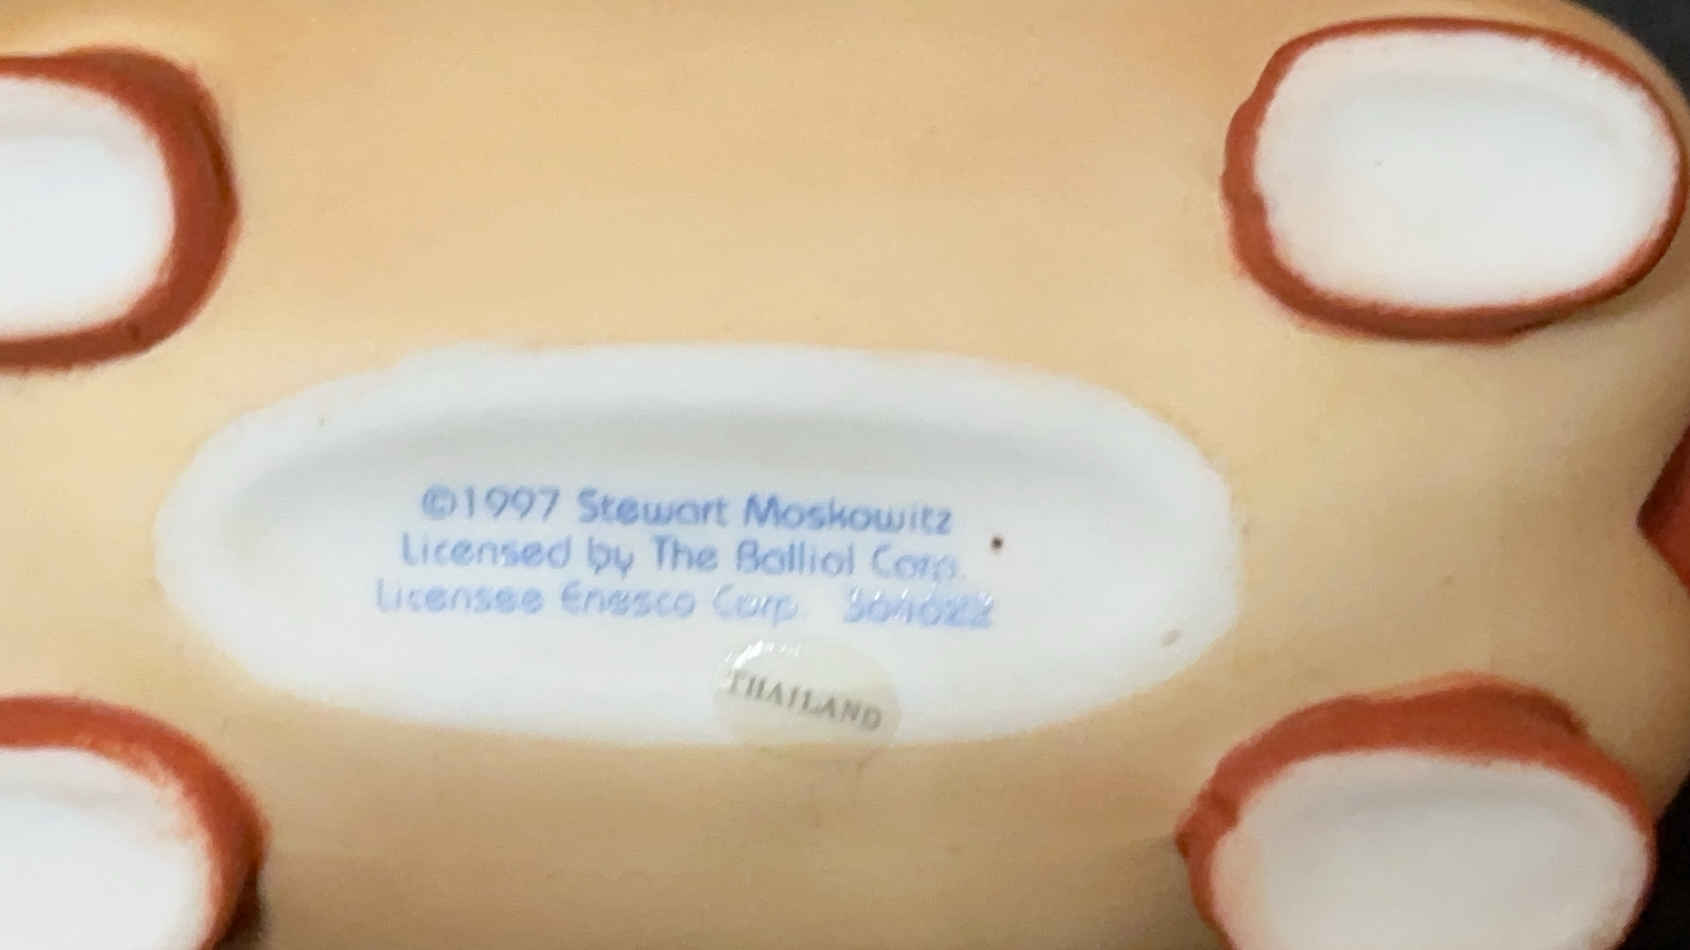 ©1997 Stewart Moskowitz
Licensed by The Balliol Corp.
Licensee Enesco Corp.
THAILAND